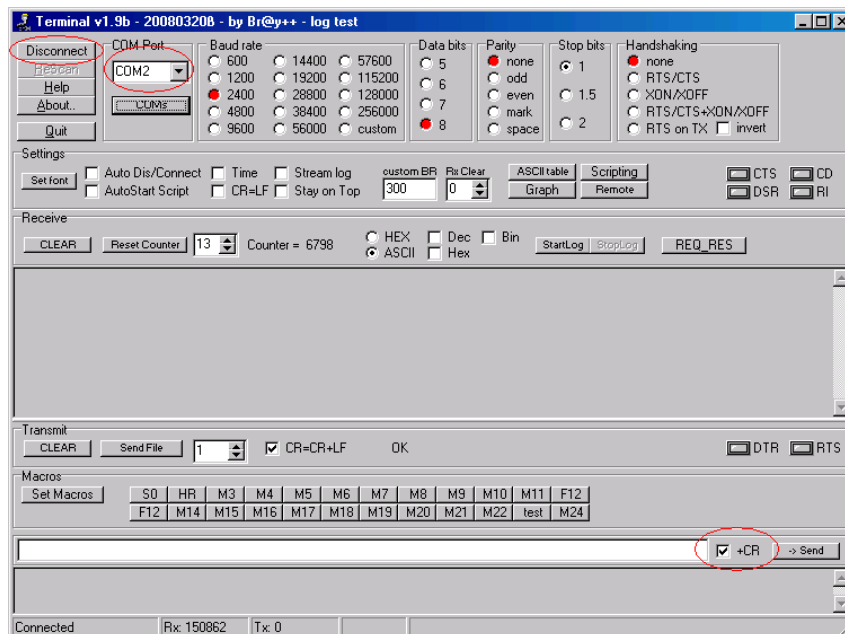 Terminal v1.9b - 20080320ß - by Br@y++ - log test
Disconnect
ReScan
Help
About..
Quit
COM Port
COM2
COMs
Baud rate
600 14400 57600
1200 19200 115200
2400 28800 128000
4800 38400 256000
9600 56000 custom
Data bits
5
6
7
8
Parity
none
odd
even
mark
space
Stop bits
1
1.5
2
Handshaking
none
RTS/CTS
XON/XOFF
RTS/CTS+XON/XOFF
RTS on TX invert
Settings
Set font
Auto Dis/Connect Time Stream log
AutoStart Script CR=LF Stay on Top
custom BR Rx Clear
300 0
ASCII table Scripting
Graph Remote
CTS CD
DSR RI
Receive
CLEAR Reset Counter 13 Counter = 6798
HEX Dec Bin
ASCII Hex
StartLog StopLog REQ_RES
Transmit
CLEAR Send File 1 CR=CR+LF OK DTR RTS
Macros
Set Macros
S0 HR M3 M4 M5 M6 M7 M8 M9 M10 M11 F12
F12 M14 M15 M16 M17 M18 M19 M20 M21 M22 test M24
+CR -> Send
Connected Rx: 150862 Tx: 0